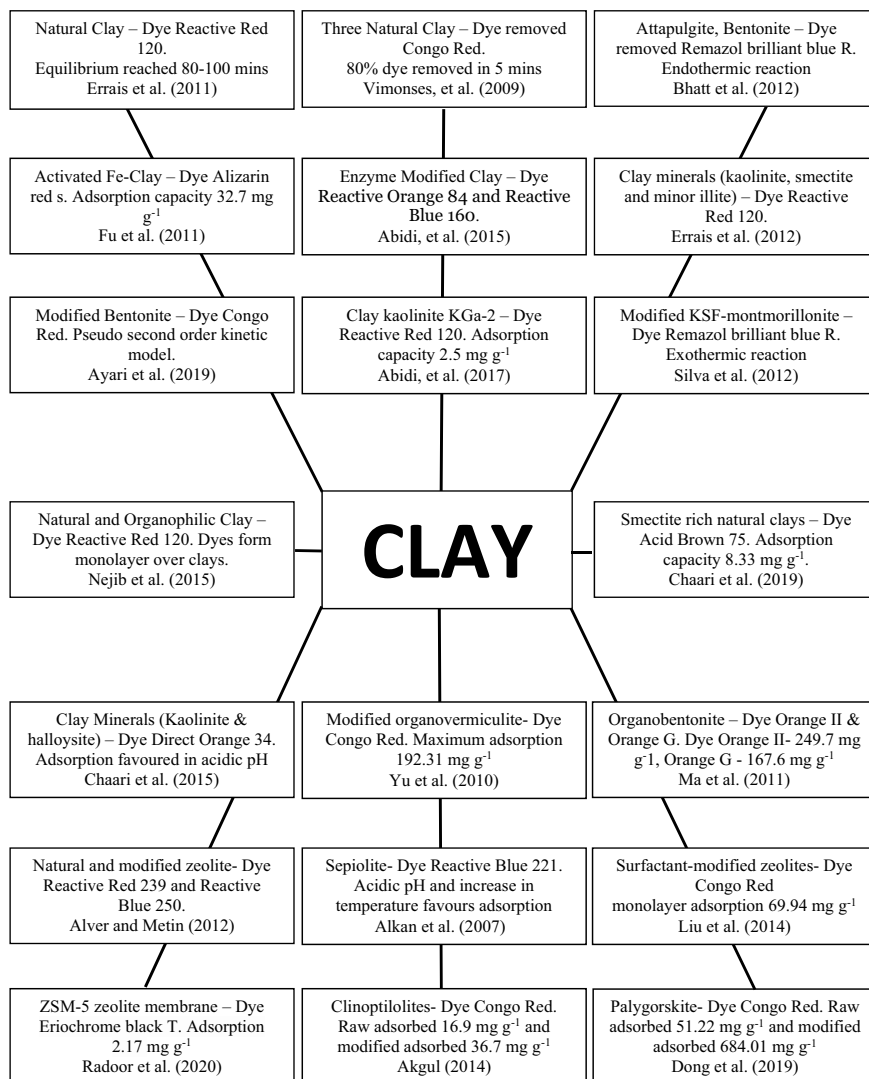 Natural Clay – Dye Reactive Red
120.
Equilibrium reached 80-100 mins
Errais et al. (2011)
Three Natural Clay – Dye removed
Congo Red.
80% dye removed in 5 mins
Vimonses, et al. (2009)
Attapulgite, Bentonite – Dye
removed Remazol brilliant blue R.
Endothermic reaction
Bhatt et al. (2012)
Activated Fe-Clay – Dye Alizarin
red s. Adsorption capacity 32.7 mg
g-1
Fu et al. (2011)
Enzyme Modified Clay – Dye
Reactive Orange 84 and Reactive
Blue 160.
Abidi, et al. 2015)
Clay minerals (kaolinite, smectite
and minor illite) – Dye Reactive
Red 120.
Errais et al. (2012)
Modified Bentonite – Dye Congo
Red. Pseudo second order kinetic
model.
Ayari et al. (2019)
Clay kaolinite KGa-2 – Dye
Reactive Red 120. Adsorption
capacity 2.5 mg g-1
Abidi, et al. (2017)
Modified KSF-montmorillonite –
Dye Remazol brilliant blue R.
Exothermic reaction
Silva et al. (2012)
Natural and Organophilic Clay –
Dye Reactive Red 120. Dyes form
monolayer over clays.
Nejib et al. (2015)
CLAY
Smectite rich natural clays – Dye
Acid Brown 75. Adsorption
capacity 8.33 mg g-1.
Chaari et al. (2019)
Clay Minerals (Kaolinite &
halloysite) – Dye Direct Orange 34.
Adsorption favoured in acidic pH
Chaari et al. (2015)
Modified organovermiculite- Dye
Congo Red. Maximum adsorption
192.31 mg g-1
Yu et al. (2010)
Organobentonite – Dye Orange II &
Orange G. Dye Orange II- 249.7 mg
g-1, Orange G - 167.6 mg g-1
Ma et al. (2011)
Natural and modified zeolite- Dye
Reactive Red 239 and Reactive
Blue 250.
Alver and Metin (2012)
Sepiolite- Dye Reactive Blue 221.
Acidic pH and increase in
temperature favours adsorption
Alkan et al. (2007)
Surfactant-modified zeolites- Dye
Congo Red
monolayer adsorption 69.94 mg g-1
Liu et al. (2014)
ZSM-5 zeolite membrane – Dye
Eriochrome black T. Adsorption
2.17 mg g-1
Radoor et al. (2020)
Clinoptilolites- Dye Congo Red.
Raw adsorbed 16.9 mg g-1 and
modified adsorbed 36.7 mg g-1
Akgul (2014)
Palygorskite- Dye Congo Red. Raw
adsorbed 51.22 mg g-1 and modified
adsorbed 684.01 mg g-1
Dong et al. (2019)